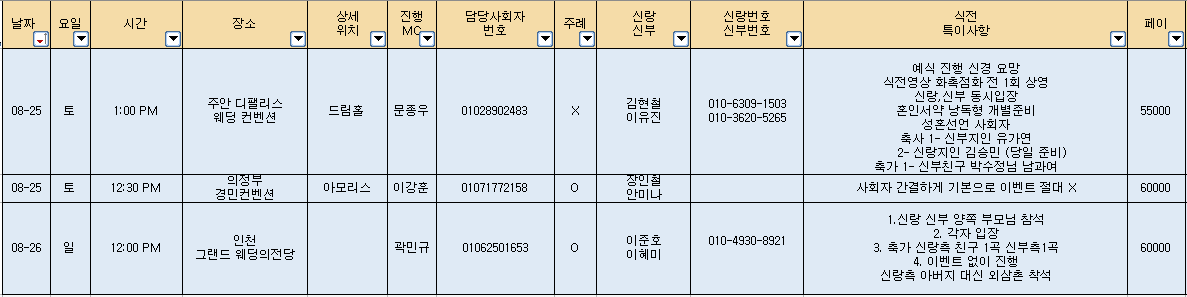 날짜 요일 시간 장소 상세 위치 진행 MC 담당사회자 번호 주례 신랑 신부 신랑번호 신부번호 식전 특이사항 페이
08-25 토 1:00 PM 주안 디팰리스 웨딩 컨벤션 드림홀 문종우 01028902483 X 김현철 이유진 010-6309-1503 010-3620-5265
예식 진행 신경 요망
식전영상 화촉점화 전 1회 상영
신랑,신부 동시입장
혼인서약 낭독형 개별준비
성혼선언 사회자
축사 1- 신부지인 유가연
2- 신랑지인 김승민 (당일 준비)
축가 1- 신부친구 박수정님 남과여
55000
08-25 토 12:30 PM 의정부 경민컨벤션 아모리스 이강훈 01071772158 O 장인철 안미나 사회자 간결하게 기본으로 이벤트 절대 X 60000
08-26 일 12:00 PM 인천 그랜드 웨딩의전당 곽민규 01062501653 O 이준호 이혜미 010-4930-8921
1.신랑 신부 양쪽 부모님 참석
2. 각자 입장
3. 축가 신랑측 친구 1곡 신부측1곡
4. 이벤트 없이 진행
신랑측 아버지 대신 외삼촌 착석
60000